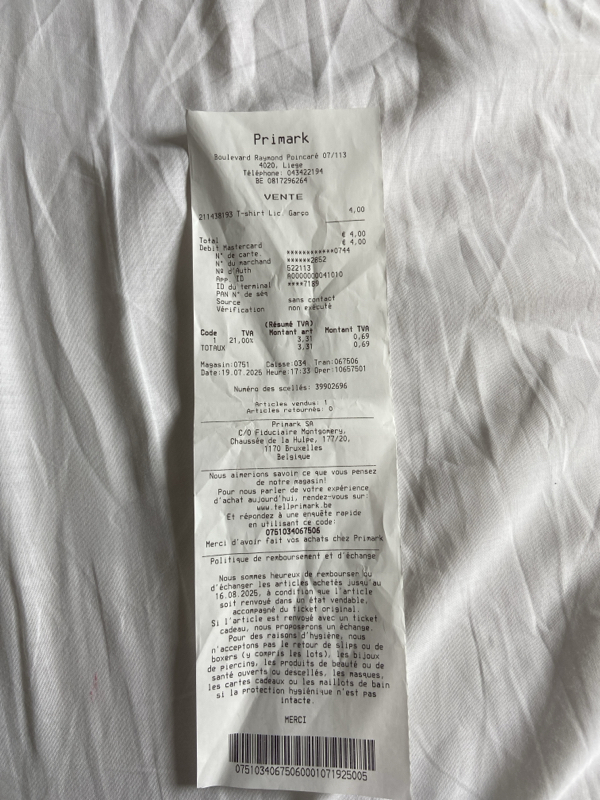 Primark
Boulevard Raymond Poincaré 07/113
4020, Liege
Téléphone: 043422194
BE 0817296264
VENTE
211438193 T-shirt Lic. Garço 4,00
Total € 4,00
Debit Mastercard € 4,00
N° de carte. ************0744
N° du marchand ******2852
Nº d'Auth 522113
App. ID A0000000041010
ID du terminal ****7189
PAN N° de séq
Source sans contact
Vérification non exécuté
(Résumé TVA)
Code TVA Montant art Montant TVA
1 21,00% 3,31 0,69
TOTAUX 3,31 0,69
Magasin:0751 Caisse:034 Tran:067506
Date:19.07.2025 Heure:17:33 Oper:10657501
Numéro des scellés: 39902696
Articles vendus: 1
Articles retournés: 0
Primark SA
C/O Fiduciaire Montgomery,
Chaussée de la Hulpe, 177/20,
1170 Bruxelles
Belgique
Nous aimerions savoir ce que vous pensez
de notre magasin!
Pour nous parler de votre expérience
d'achat aujourd'hui, rendez-vous sur:
www.tellprimark.be
Et répondez à une enquête rapide
en utilisant ce code:
0751034067506
Merci d'avoir fait vos achats chez Primark
Politique de remboursement et d'échange
Nous sommes heureux de rembourser ou
d'échanger les articles achetés jusqu'au
16.08.2025, à condition que l'article
soit renvoyé dans un état vendable,
accompagné du ticket original.
Si l'article est renvoyé avec un ticket
cadeau, nous proposerons un échange.
Pour des raisons d'hygiène, nous
n'acceptons pas le retour de slips ou de
boxers (y compris les lots), les bijoux
de piercing, les produits de beauté ou de
santé ouverts ou descellés, les masques,
les cartes cadeaux ou les maillots de bain
si la protection hygiénique n'est pas
intacte.
MERCI
07510340675060001071925005